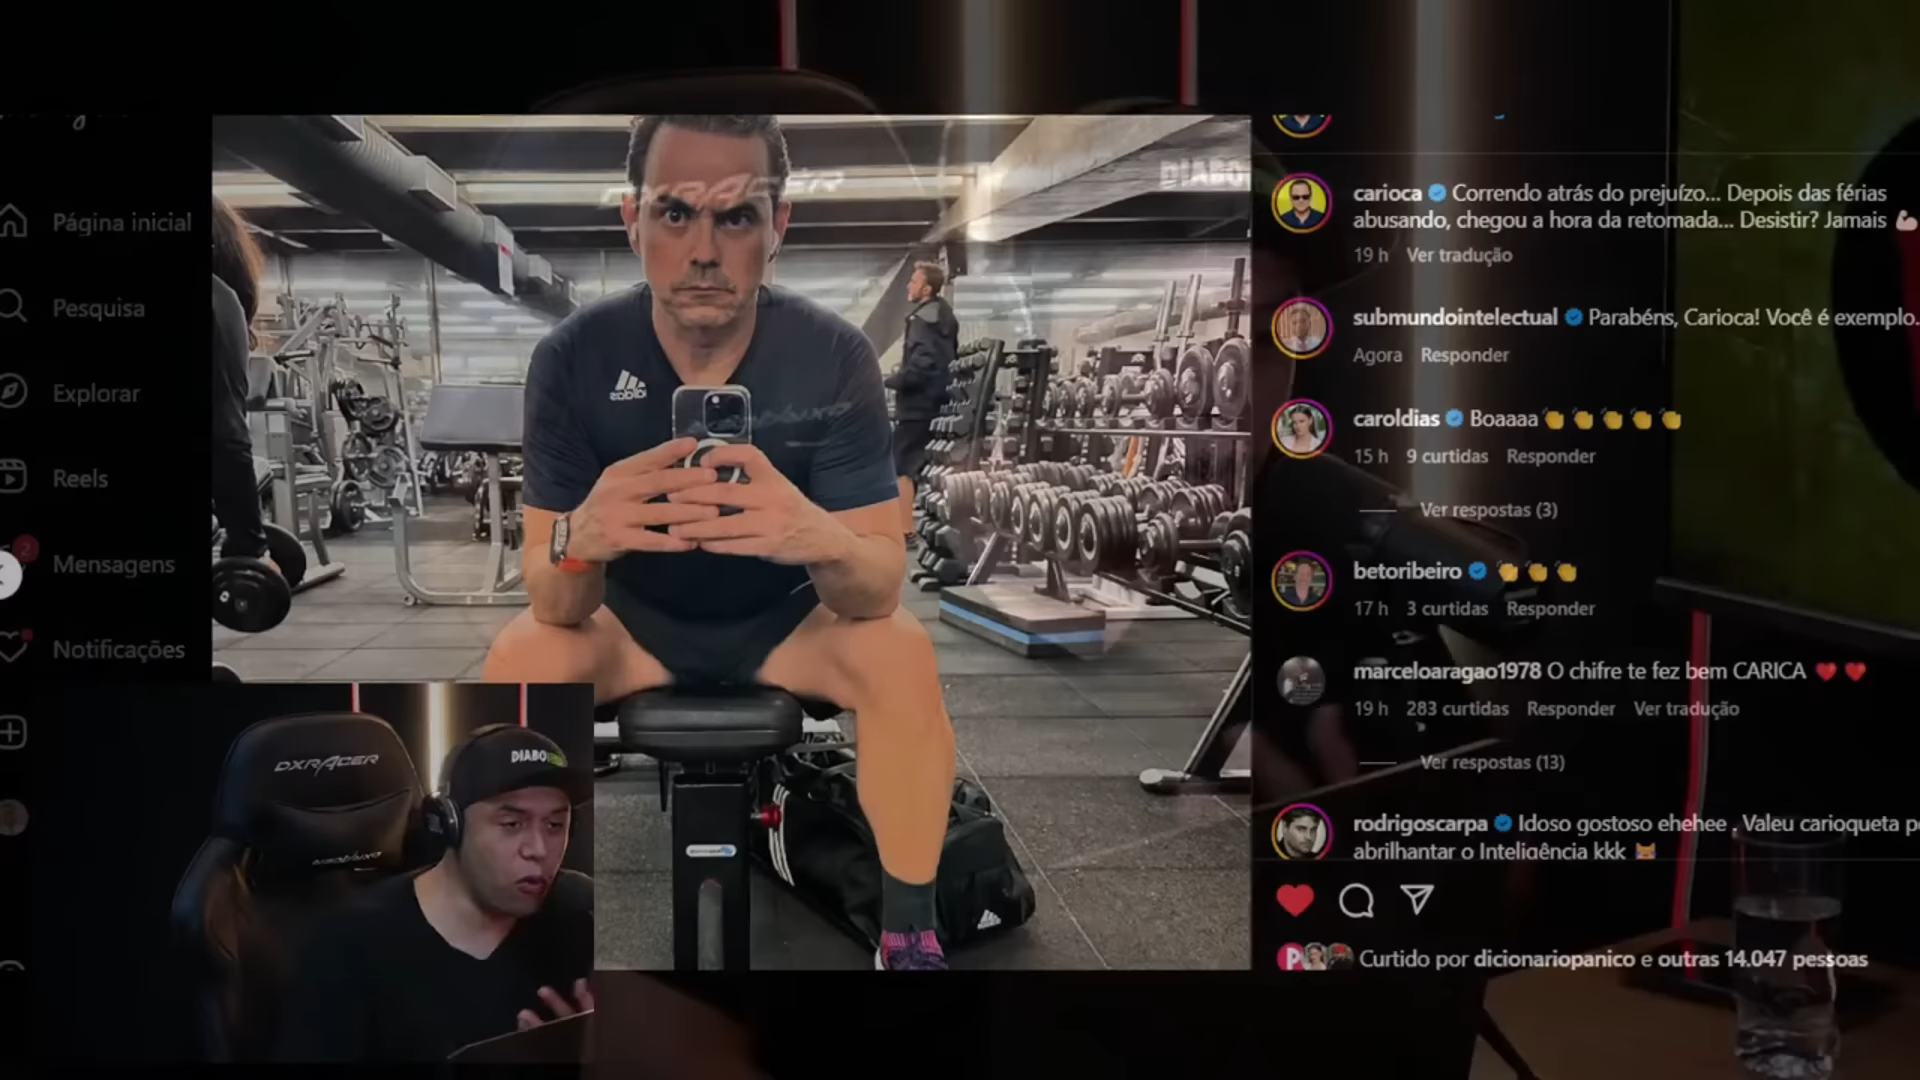 Página inicial
Pesquisa
Explorar
Reels
2
Mensagens
Notificações
DIABO
DXRACER
adidas
carioca Correndo atrás do prejuízo... Depois das férias
abusando, chegou a hora da retomada... Desistir? Jamais 💪🏻
19 h Ver tradução
submundointelectual Parabéns, Carioca! Você é exemplo.
Agora Responder
caroldias Boaaaa 👏👏👏👏👏
15 h 9 curtidas Responder
Ver respostas (3)
betoribeiro 👏👏👏
17 h 3 curtidas Responder
marceloaragao1978 O chifre te fez bem CARICA ❤️❤️
19 h 283 curtidas Responder Ver tradução
Ver respostas (13)
rodrigoscarpa Idoso gostoso ehehee . Valeu carioqueta
abrilhantar o Inteligência kkk 😹
Curtido por dicionariopanico e outras 14.047 pessoas
DXRACER
DIABO